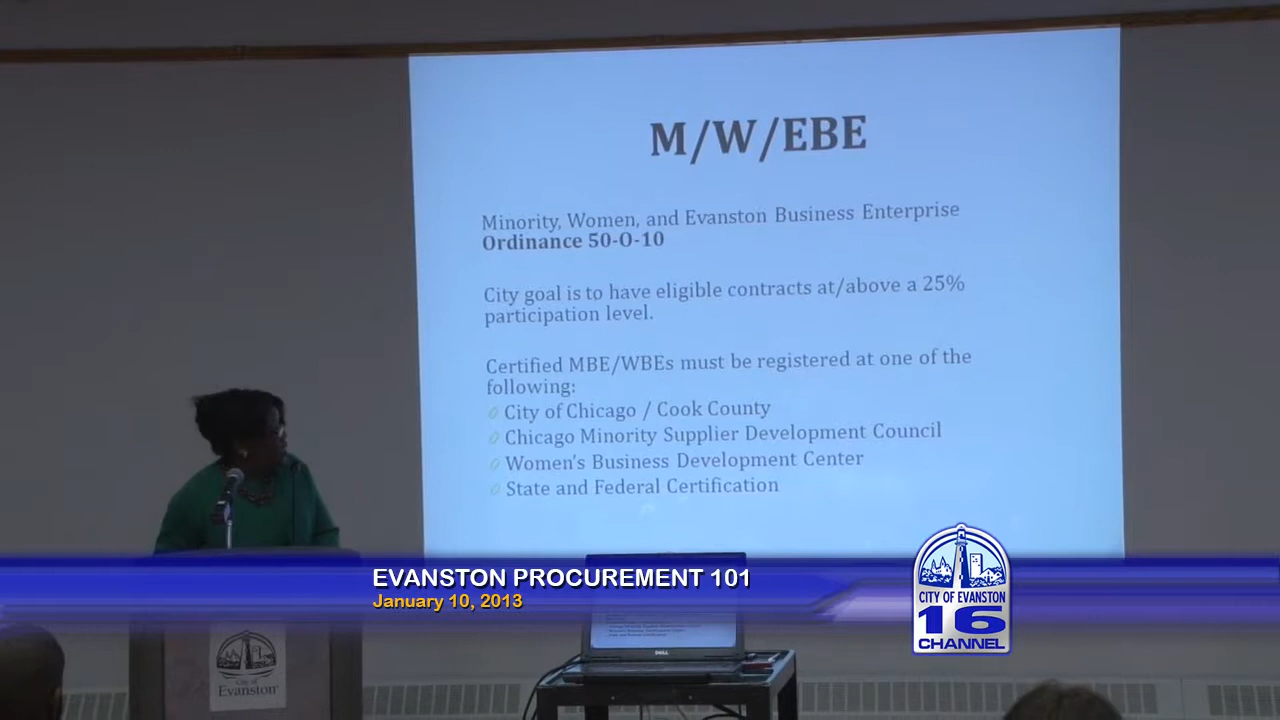 M/W/EBE
Minority, Women, and Evanston Business Enterprise
Ordinance 50-O-10
City goal is to have eligible contracts at/above a 25%
participation level.
Certified MBE/WBEs must be registered at one of the
following:
City of Chicago / Cook County
Chicago Minority Supplier Development Council
Women's Business Development Center
State and Federal Certification
EVANSTON PROCUREMENT 101
January 10, 2013
CITY OF EVANSTON
16
CHANNEL
DELL
City of
Evanston